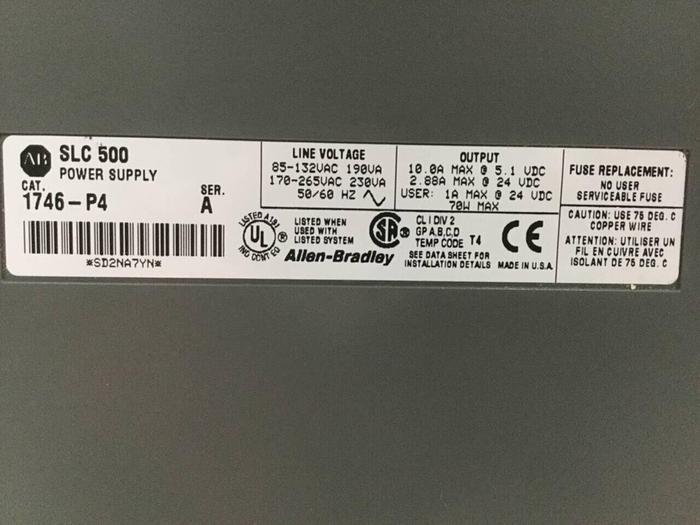 AB
SLC 500
POWER SUPPLY
CAT.
1746-P4
SER.
A
*SD2NA7YN*
LINE VOLTAGE
85-132VAC 190VA
170-265VAC 230VA
50/60 HZ
OUTPUT
10.0A MAX @ 5.1 VDC
2.88A MAX @ 24 VDC
USER: 1A MAX @ 24 VDC
70W MAX
FUSE REPLACEMENT:
NO USER
SERVICEABLE FUSE
LISTED A191
UL
®
IND CONT EQ
LISTED WHEN
USED WITH
LISTED SYSTEM
Allen-Bradley
SA
®
CL I DIV 2
GP A,B,C,D
TEMP CODE T4
SEE DATA SHEET FOR
INSTALLATION DETAILS
CE
MADE IN U.S.A.
CAUTION: USE 75 DEG. C
COPPER WIRE
ATTENTION: UTILISER UN
FIL EN CUIVRE AVEC
ISOLANT DE 75 DEG. C